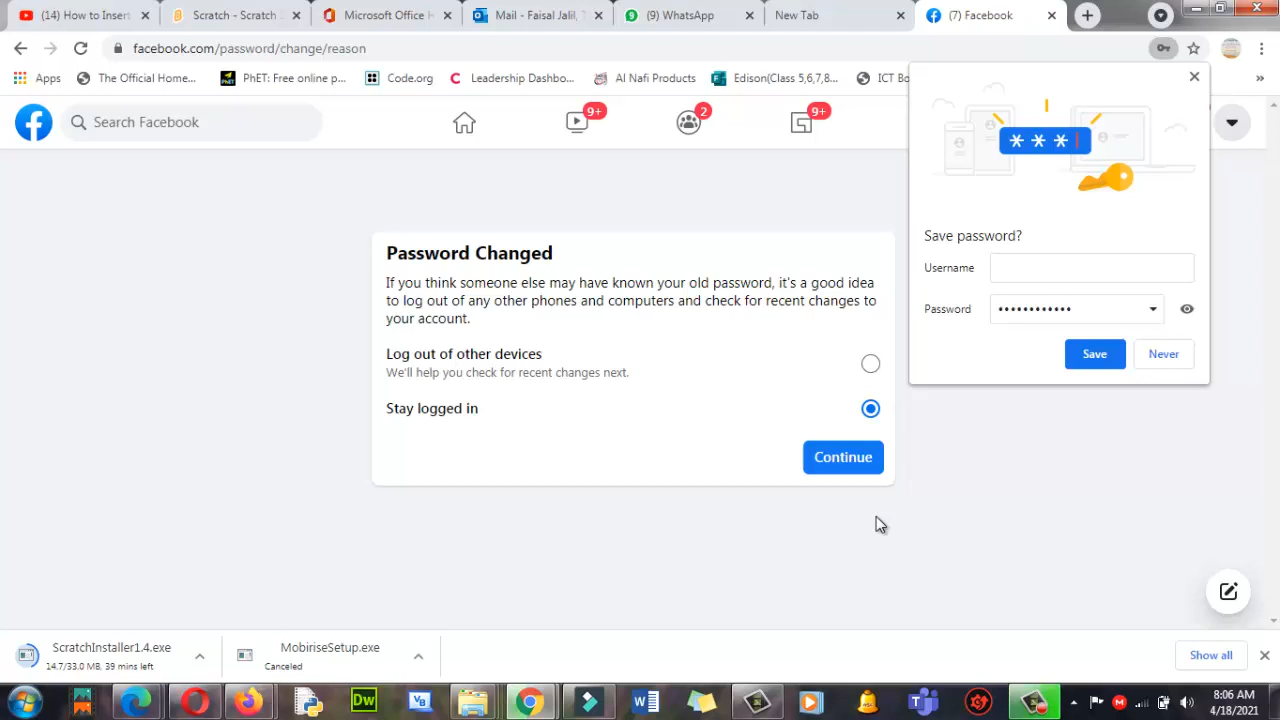 (14) How to Insert
Scratch - Scratch
Microsoft Office H
Mail - Faisal Jalil, T
(9) WhatsApp
New Tab
(7) Facebook
facebook.com/password/change/reason
Apps
The Official Home...
PhET: Free online p...
Code.org
Leadership Dashbo...
Al Nafi Products
Edison(Class 5,6,7,8...
ICT Bo
»
Search Facebook
9+
2
9+
* * * |
Save password?
Username
Password ••••••••••••
Save
Never
Password Changed
If you think someone else may have known your old password, it's a good idea
to log out of any other phones and computers and check for recent changes to
your account.
Log out of other devices
We'll help you check for recent changes next.
Stay logged in
Continue
ScratchInstaller1.4.exe
14.7/33.0 MB, 39 mins left
MobiriseSetup.exe
Canceled
Show all
Dw
8:06 AM
4/18/2021